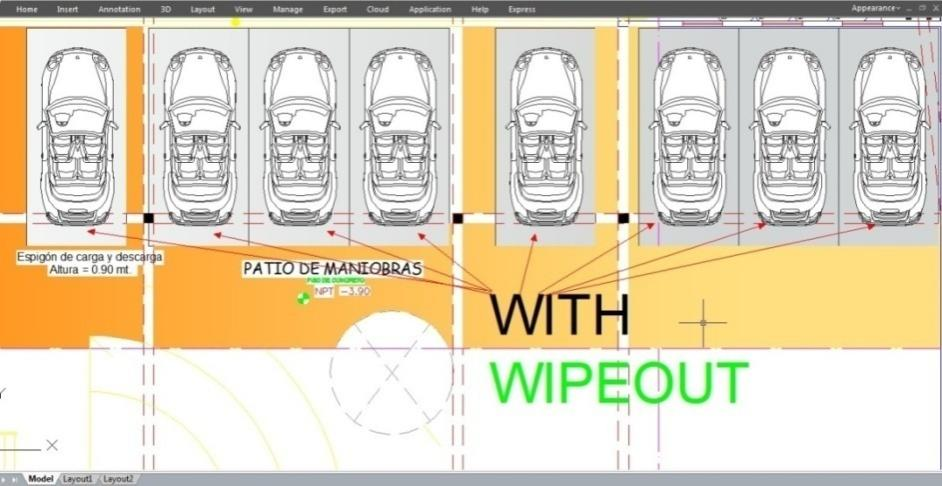 Home Insert Annotation 3D Layout View Manage Export Cloud Application Help Express Appearance
Espigón de carga y descarga
Altura = 0.90 mt.
PATIO DE MANIOBRAS
PISO DE CONCRETO
NPT -3.90
WITH
WIPEOUT
Y
X
Model Layout1 Layout2